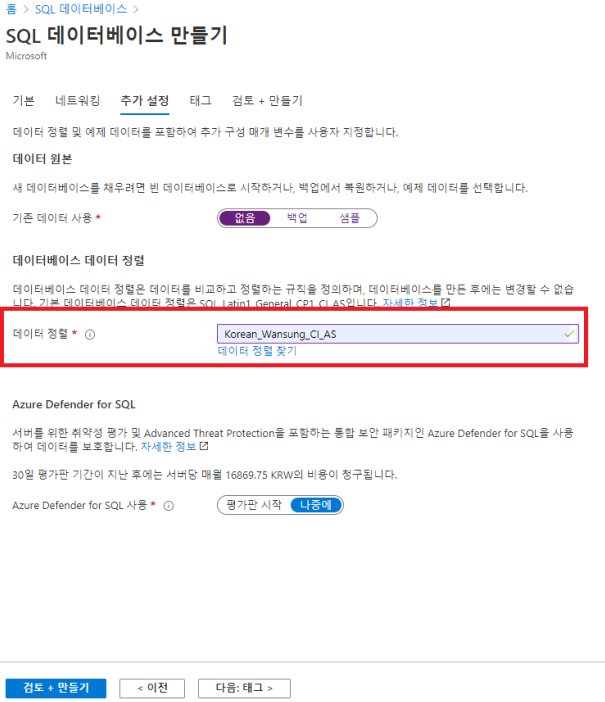 홈 > SQL 데이터베이스 >
SQL 데이터베이스 만들기
Microsoft
기본 네트워킹 추가 설정 태그 검토 + 만들기
데이터 정렬 및 예제 데이터를 포함하여 추가 구성 매개 변수를 사용자 지정합니다.
데이터 원본
새 데이터베이스를 채우려면 빈 데이터베이스로 시작하거나, 백업에서 복원하거나, 예제 데이터를 선택합니다.
기존 데이터 사용 * 없음 백업 샘플
데이터베이스 데이터 정렬
데이터베이스 데이터 정렬은 데이터를 비교하고 정렬하는 규칙을 정의하며, 데이터베이스를 만든 후에는 변경할 수 없습
니다. 기본 데이터베이스 데이터 정렬은 SQL_Latin1_General_CP1_CI_AS입니다. 자세한 정보
데이터 정렬 * Korean_Wansung_CI_AS
데이터 정렬 찾기
Azure Defender for SQL
서버를 위한 취약성 평가 및 Advanced Threat Protection을 포함하는 통합 보안 패키지인 Azure Defender for SQL을 사용
하여 데이터를 보호합니다. 자세한 정보
30일 평가판 기간이 지난 후에는 서버당 매월 16869.75 KRW의 비용이 청구됩니다.
Azure Defender for SQL 사용 * 평가판 시작 나중에
검토 + 만들기 < 이전 다음: 태그 >